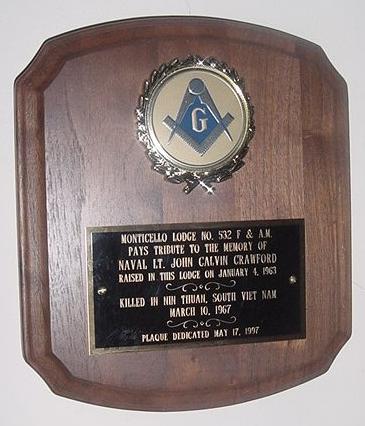 G
MONTICELLO LODGE NO. 532 F & A.M.
PAYS TRIBUTE TO THE MEMORY OF
NAVAL LT. JOHN CALVIN CRAWFORD
RAISED IN THIS LODGE ON JANUARY 4, 1963
KILLED IN NIH THUAN, SOUTH VIET NAM
MARCH 10, 1967
PLAQUE DEDICATED MAY 17, 1997